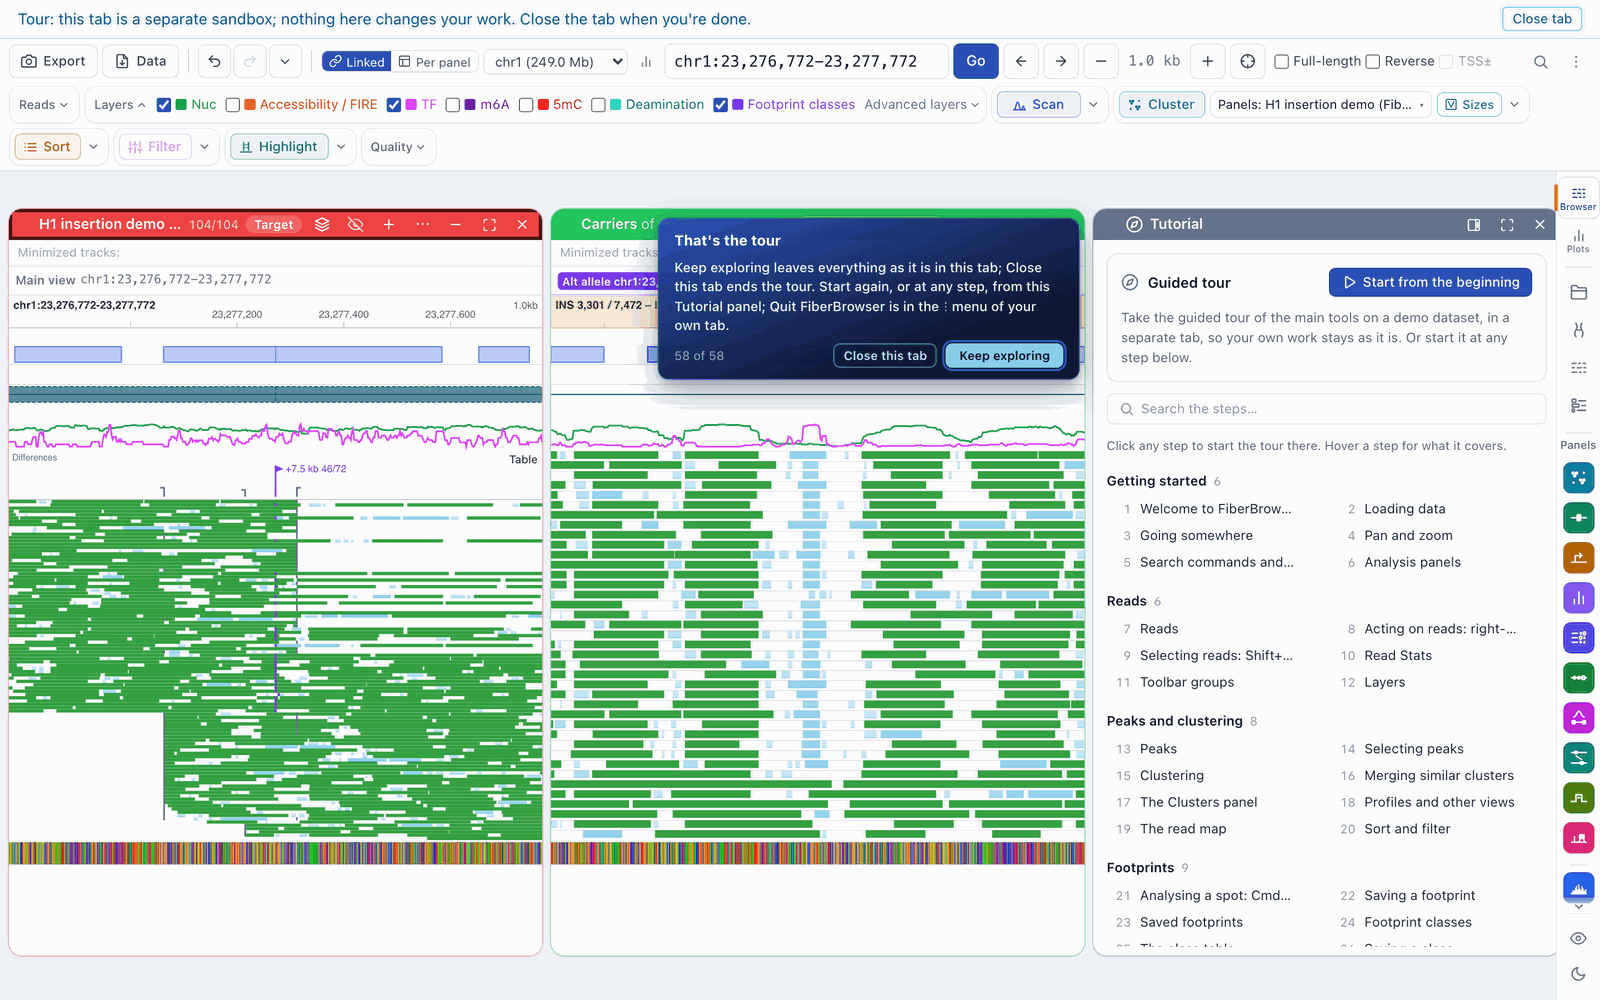 Tour: this tab is a separate sandbox; nothing here changes your work. Close the tab when you're done.
Close tab
Export
Data
Linked
Per panel
chr1 (249.0 Mb)
chr1:23,276,772–23,277,772
Go
1.0 kb
Full-length
Reverse
TSS±
Reads
Layers
Nuc
Accessibility / FIRE
TF
m6A
5mC
Deamination
Footprint classes
Advanced layers
Scan
Cluster
Panels: H1 insertion demo (Fib...
Sizes
Sort
Filter
Highlight
Quality
H1 insertion demo ...
104/104
Target
Minimized tracks:
Main view chr1:23,276,772–23,277,772
chr1:23,276,772-23,277,772
1.0kb
23,277,200
23,277,400
23,277,600
Differences
Table
+7.5 kb 46/72
Carriers of
Minimized tracks
Alt allele chr1:23,
INS 3,301 / 7,472 –
That's the tour
Keep exploring leaves everything as it is in this tab; Close
this tab ends the tour. Start again, or at any step, from this
Tutorial panel; Quit FiberBrowser is in the ⋮ menu of your
own tab.
58 of 58
Close this tab
Keep exploring
Tutorial
Guided tour
Start from the beginning
Take the guided tour of the main tools on a demo dataset, in a
separate tab, so your own work stays as it is. Or start it at any
step below.
Search the steps...
Click any step to start the tour there. Hover a step for what it covers.
Getting started 6
1 Welcome to FiberBrow...
2 Loading data
3 Going somewhere
4 Pan and zoom
5 Search commands and...
6 Analysis panels
Reads 6
7 Reads
8 Acting on reads: right-...
9 Selecting reads: Shift+...
10 Read Stats
11 Toolbar groups
12 Layers
Peaks and clustering 8
13 Peaks
14 Selecting peaks
15 Clustering
16 Merging similar clusters
17 The Clusters panel
18 Profiles and other views
19 The read map
20 Sort and filter
Footprints 9
21 Analysing a spot: Cmd...
22 Saving a footprint
23 Saved footprints
24 Footprint classes
Browser
Plots
Panels